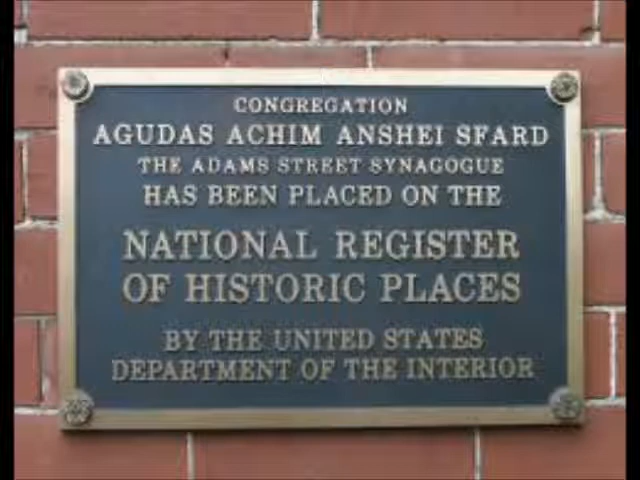 CONGREGATION
AGUDAS ACHIM ANSHEI SFARD
THE ADAMS STREET SYNAGOGUE
HAS BEEN PLACED ON THE
NATIONAL REGISTER
OF HISTORIC PLACES
BY THE UNITED STATES
DEPARTMENT OF THE INTERIOR